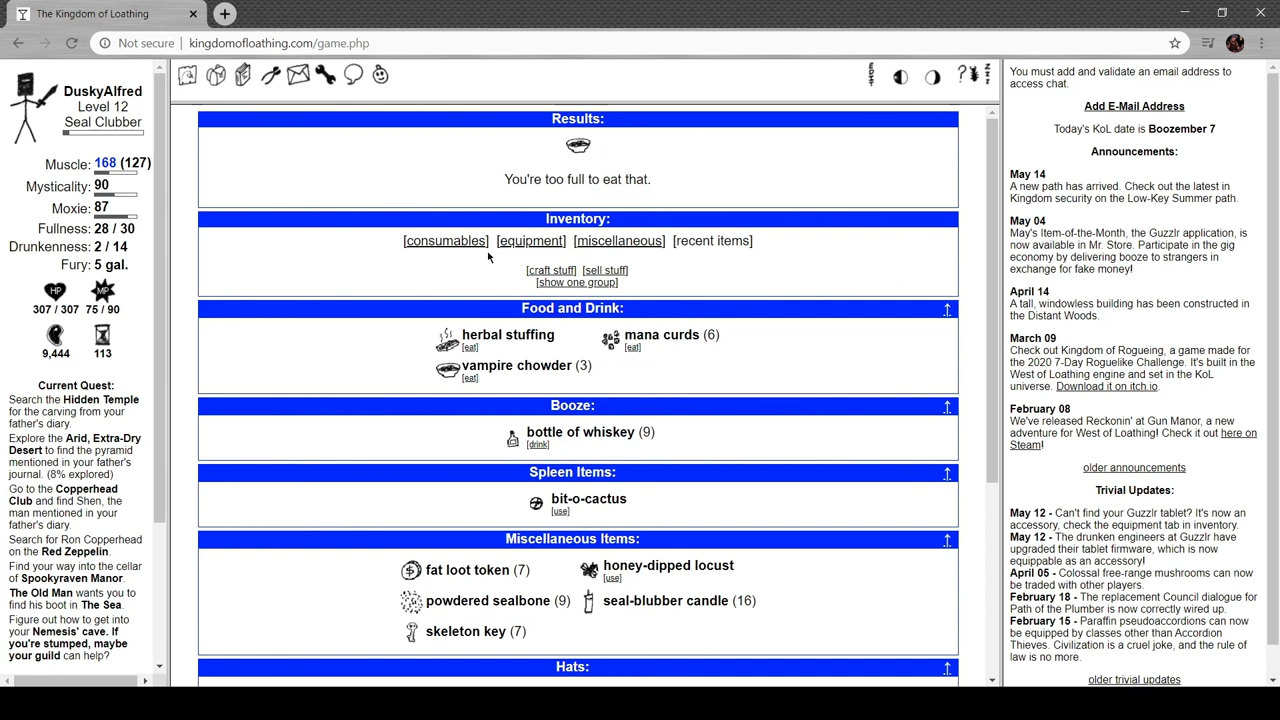 The Kingdom of Loathing
Not secure | kingdomofloathing.com/game.php
DuskyAlfred
Level 12
Seal Clubber
Muscle: 168 (127)
Mysticality: 90
Moxie: 87
Fullness: 28 / 30
Drunkenness: 2 / 14
Fury: 5 gal.
HP
MP
307 / 307
75 / 90
9,444
113
Current Quest:
Search the Hidden Temple
for the carving from your
father's diary.
Explore the Arid, Extra-Dry
Desert to find the pyramid
mentioned in your father's
journal. (8% explored)
Go to the Copperhead
Club and find Shen, the
man mentioned in your
father's diary.
Search for Ron Copperhead
on the Red Zeppelin.
Find your way into the cellar
of Spookyraven Manor.
The Old Man wants you to
find his boot in The Sea.
Figure out how to get into
your Nemesis' cave. If
you're stumped, maybe
your guild can help?
Results:
You're too full to eat that.
Inventory:
[consumables] [equipment] [miscellaneous] [recent items]
[craft stuff] [sell stuff]
[show one group]
Food and Drink:
herbal stuffing
[eat]
mana curds (6)
[eat]
vampire chowder (3)
[eat]
Booze:
bottle of whiskey (9)
[drink]
Spleen Items:
bit-o-cactus
[use]
Miscellaneous Items:
fat loot token (7)
honey-dipped locust
[use]
powdered sealbone (9)
seal-blubber candle (16)
skeleton key (7)
Hats:
You must add and validate an email address to
access chat.
Add E-Mail Address
Today's KoL date is Boozember 7
Announcements:
May 14
A new path has arrived. Check out the latest in
Kingdom security on the Low-Key Summer path.
May 04
May's Item-of-the-Month, the Guzzlr application, is
now available in Mr. Store. Participate in the gig
economy by delivering booze to strangers in
exchange for fake money!
April 14
A tall, windowless building has been constructed in
the Distant Woods.
March 09
Check out Kingdom of Rogueing, a game made for
the 2020 7-Day Roguelike Challenge. It's built in the
West of Loathing engine and set in the KoL
universe. Download it on itch.io.
February 08
We've released Reckonin' at Gun Manor, a new
adventure for West of Loathing! Check it out here on
Steam!
older announcements
Trivial Updates:
May 12 - Can't find your Guzzlr tablet? It's now an
accessory, check the equipment tab in inventory.
May 12 - The drunken engineers at Guzzlr have
upgraded their tablet firmware, which is now
equippable as an accessory!
April 05 - Colossal free-range mushrooms can now
be traded with other players.
February 18 - The replacement Council dialogue for
Path of the Plumber is now correctly wired up.
February 15 - Paraffin pseudoaccordions can now
be equipped by classes other than Accordion
Thieves. Civilization is a cruel joke, and the rule of
law is no more.
older trivial updates